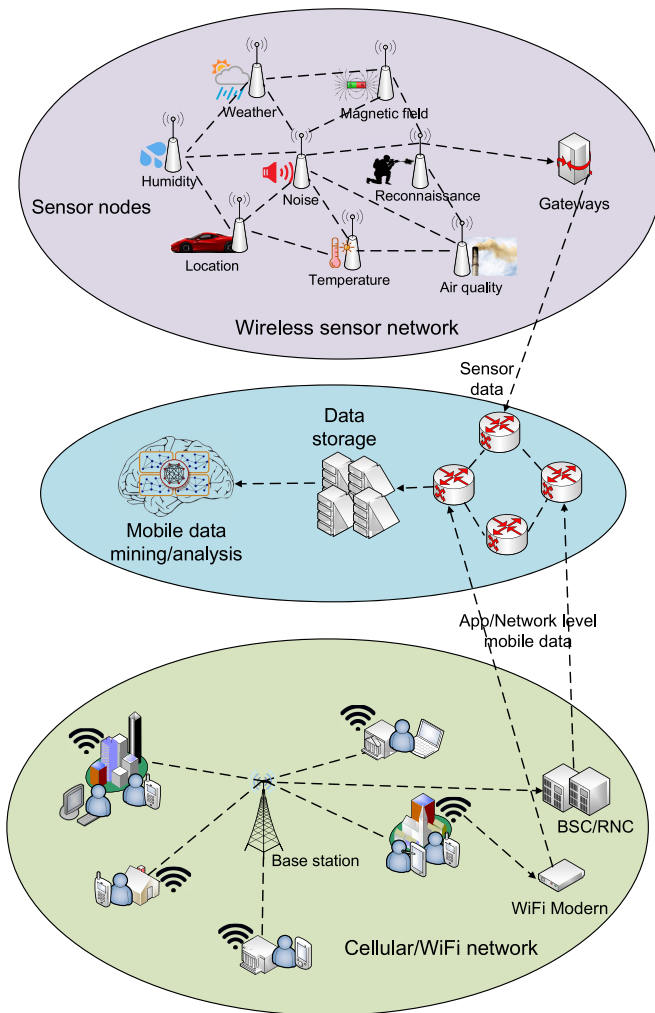 Weather
Magnetic field
Humidity
Noise
Reconnaissance
Gateways
Sensor nodes
Location
Temperature
Air quality
Wireless sensor network
Sensor
data
Data
storage
Mobile data
mining/analysis
App/Network level
mobile data
Base station
BSC/RNC
WiFi Modern
Cellular/WiFi network